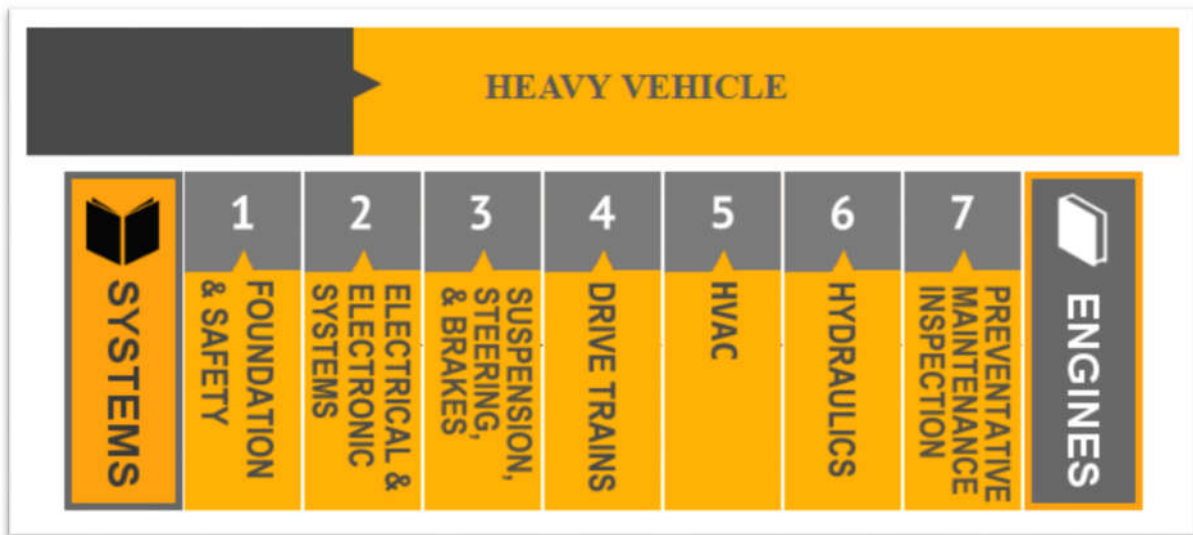 HEAVY VEHICLE
SYSTEMS
1
FOUNDATION
& SAFETY
2
ELECTRICAL &
ELECTRONIC
SYSTEMS
3
SUSPENSION,
STEERING,
& BRAKES
4
DRIVE TRAINS
5
HVAC
6
HYDRAULICS
7
PREVENTATIVE
MAINTENANCE
INSPECTION
ENGINES